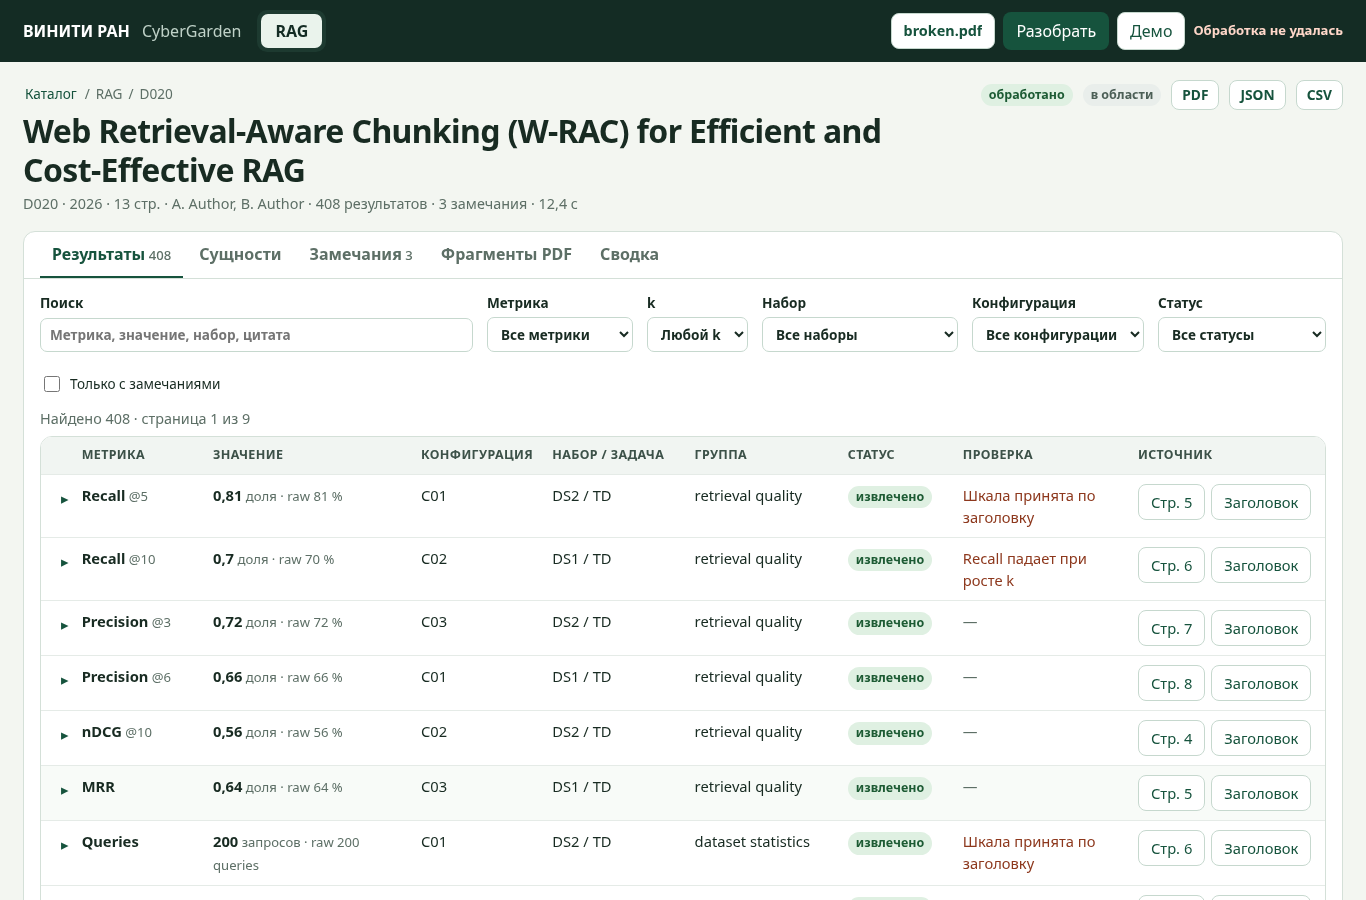 ВИНИТИ РАН CyberGarden RAG broken.pdf Разобрать Демо Обработка не удалась
Каталог / RAG / D020 обработано в области PDF JSON CSV
Web Retrieval-Aware Chunking (W-RAC) for Efficient and
Cost-Effective RAG
D020 · 2026 · 13 стр. · A. Author, B. Author · 408 результатов · 3 замечания · 12,4 с
Результаты 408 Сущности Замечания 3 Фрагменты PDF Сводка
Поиск Метрика k Набор Конфигурация Статус
Метрика, значение, набор, цитата Все метрики Любой k Все наборы Все конфигурации Все статусы
Только с замечаниями
Найдено 408 · страница 1 из 9
МЕТРИКА ЗНАЧЕНИЕ КОНФИГУРАЦИЯ НАБОР / ЗАДАЧА ГРУППА СТАТУС ПРОВЕРКА ИСТОЧНИК
▸ Recall @5 0,81 доля · raw 81 % C01 DS2 / TD retrieval quality извлечено Шкала принята по Стр. 5 Заголовок
заголовку
▸ Recall @10 0,7 доля · raw 70 % C02 DS1 / TD retrieval quality извлечено Recall падает при Стр. 6 Заголовок
росте k
▸ Precision @3 0,72 доля · raw 72 % C03 DS2 / TD retrieval quality извлечено — Стр. 7 Заголовок
▸ Precision @6 0,66 доля · raw 66 % C01 DS1 / TD retrieval quality извлечено — Стр. 8 Заголовок
▸ nDCG @10 0,56 доля · raw 56 % C02 DS2 / TD retrieval quality извлечено — Стр. 4 Заголовок
▸ MRR 0,64 доля · raw 64 % C03 DS1 / TD retrieval quality извлечено — Стр. 5 Заголовок
▸ Queries 200 запросов · raw 200 C01 DS2 / TD dataset statistics извлечено Шкала принята по Стр. 6 Заголовок
queries заголовку